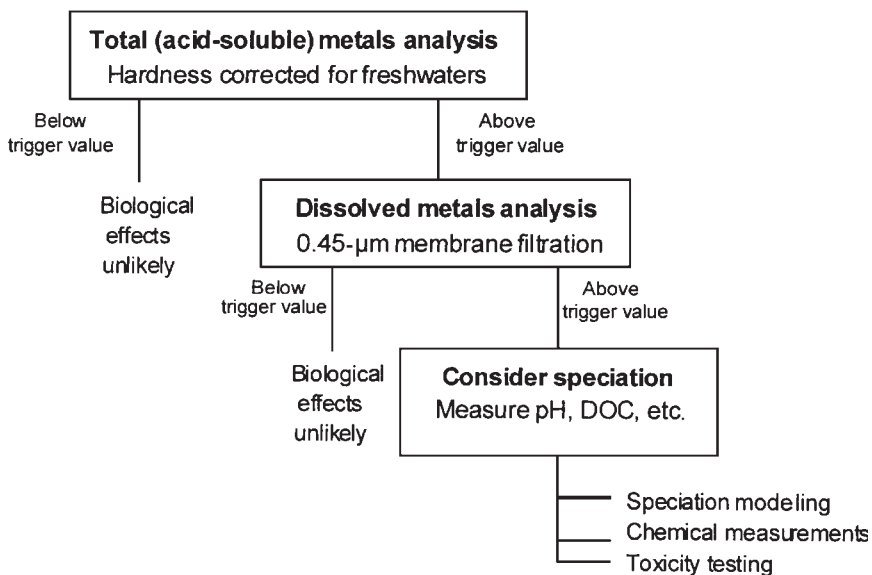 Total (acid-soluble) metals analysis
Hardness corrected for freshwaters
Below
trigger value
Above
trigger value
Biological
effects
unlikely
Dissolved metals analysis
0.45-µm membrane filtration
Below
trigger value
Above
trigger value
Biological
effects
unlikely
Consider speciation
Measure pH, DOC, etc.
Speciation modeling
Chemical measurements
Toxicity testing